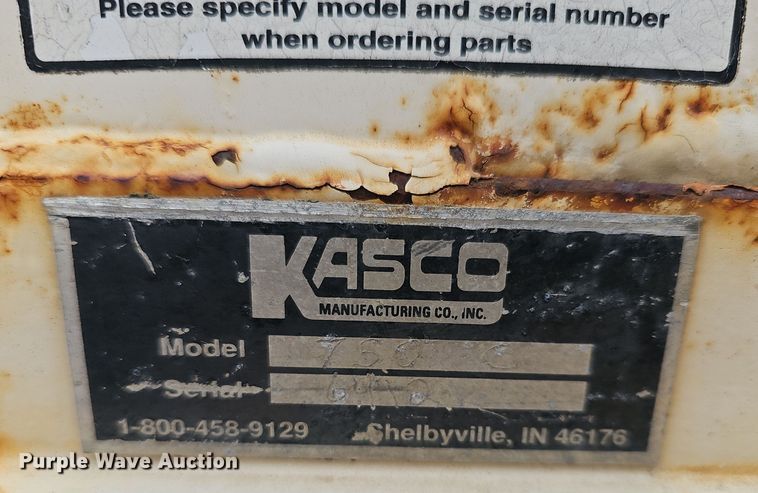 Please specify model and serial number
when ordering parts
KASCO
MANUFACTURING CO., INC.
Model
Serial
1-800-458-9129 Shelbyville, IN 46176
Purple Wave Auction